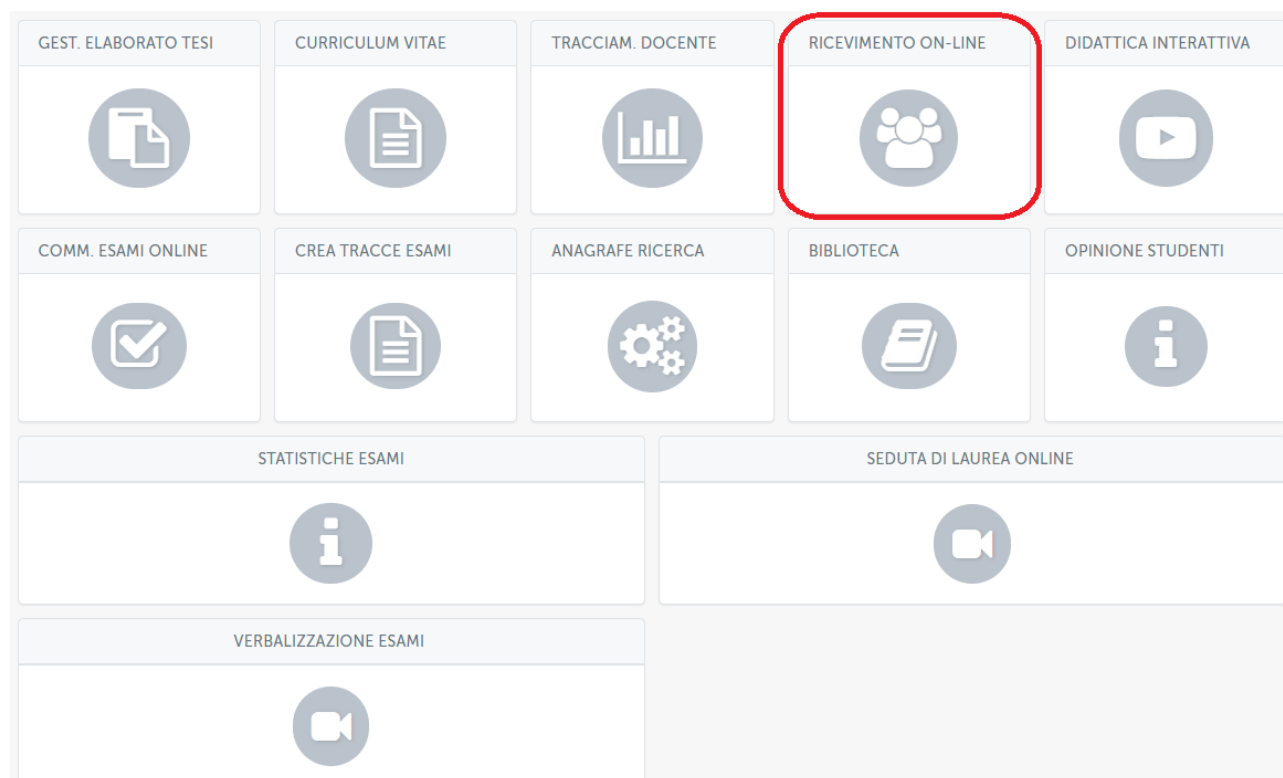 GEST. ELABORATO TESI
CURRICULUM VITAE
TRACCIAM. DOCENTE
RICEVIMENTO ON-LINE
DIDATTICA INTERATTIVA
COMM. ESAMI ONLINE
CREA TRACCE ESAMI
ANAGRAFE RICERCA
BIBLIOTECA
OPINIONE STUDENTI
STATISTICHE ESAMI
SEDUTA DI LAUREA ONLINE
VERBALIZZAZIONE ESAMI